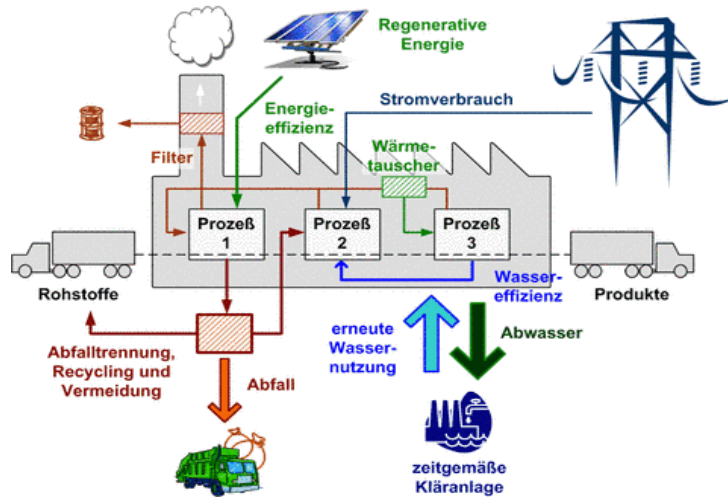 Regenerative
Energie
Stromverbrauch
Energie-
effizienz
Filter
Wärme-
tauscher
Prozeß
1
Prozeß
2
Prozeß
3
Rohstoffe
Wasser-
effizienz
Produkte
Abfalltrennung,
Recycling und
Vermeidung
Abfall
erneute
Wasser-
nutzung
Abwasser
zeitgemäße
Kläranlage